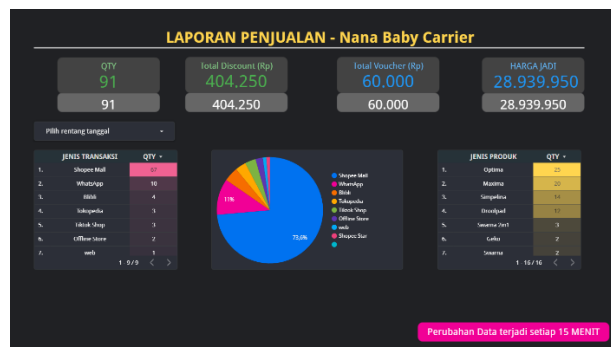 LAPORAN PENJUALAN - Nana Baby Carrier
QTY
91
91
Total Discount (Rp)
404.250
404.250
Total Voucher (Rp)
60.000
60.000
HARGA JADI
28.939.950
28.939.950
Pilih rentang tanggal
JENIS TRANSAKSI QTY
1. Shopee Mall 67
2. WhatsApp 10
3. Blibli 4
4. Tokopedia 3
5. Tiktok Shop 3
6. Offline Store 2
7. web 1
1 - 9 / 9
11%
73,6%
Shopee Mall
WhatsApp
Blibli
Tokopedia
Tiktok Shop
Offline Store
web
Shopee Star
JENIS PRODUK QTY
1. Optima 25
2. Maxima 20
3. Simpelina 14
4. Droolpad 12
5. Swarna 2in1 3
6. Geko 2
7. Swarna 2
1 - 16 / 16
Perubahan Data terjadi setiap 15 MENIT